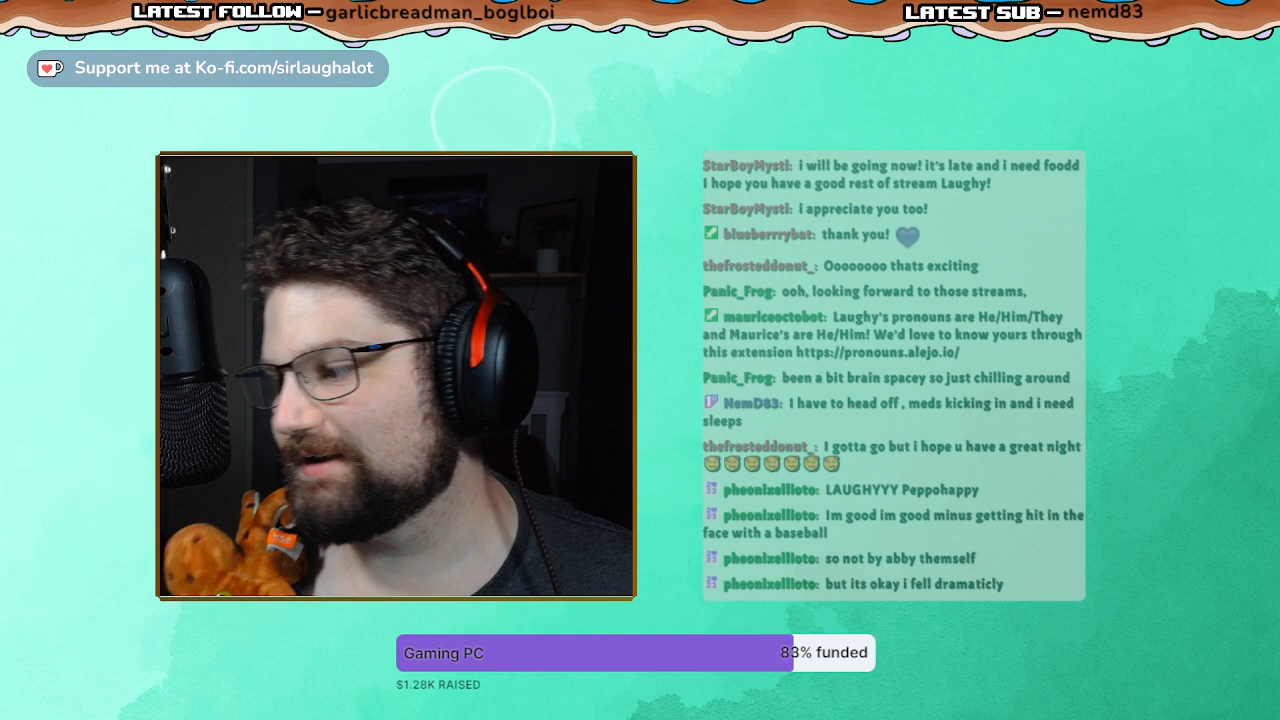 LATEST FOLLOW – garlicbreadman_boglboi
LATEST SUB – nemd83
Support me at Ko-fi.com/sirlaughalot
StarBoyMysti: i will be going now! it's late and i need foodd
I hope you have a good rest of stream Laughy!
StarBoyMysti: i appreciate you too!
blueberrrybat: thank you!
thefrosteddonut_: Oooooooo thats exciting
Panic_Frog: ooh, looking forward to those streams,
mauriceoctobot: Laughy's pronouns are He/Him/They
and Maurice's are He/Him! We'd love to know yours through
this extension https://pronouns.alejo.io/
Panic_Frog: been a bit brain spacey so just chilling around
NemD83: I have to head off , meds kicking in and i need
sleeps
thefrosteddonut_: I gotta go but i hope u have a great night
pheonixellioto: LAUGHYYY Peppohappy
pheonixellioto: Im good im good minus getting hit in the
face with a baseball
pheonixellioto: so not by abby themself
pheonixellioto: but its okay i fell dramaticly
Gaming PC
83% funded
$1.28K RAISED